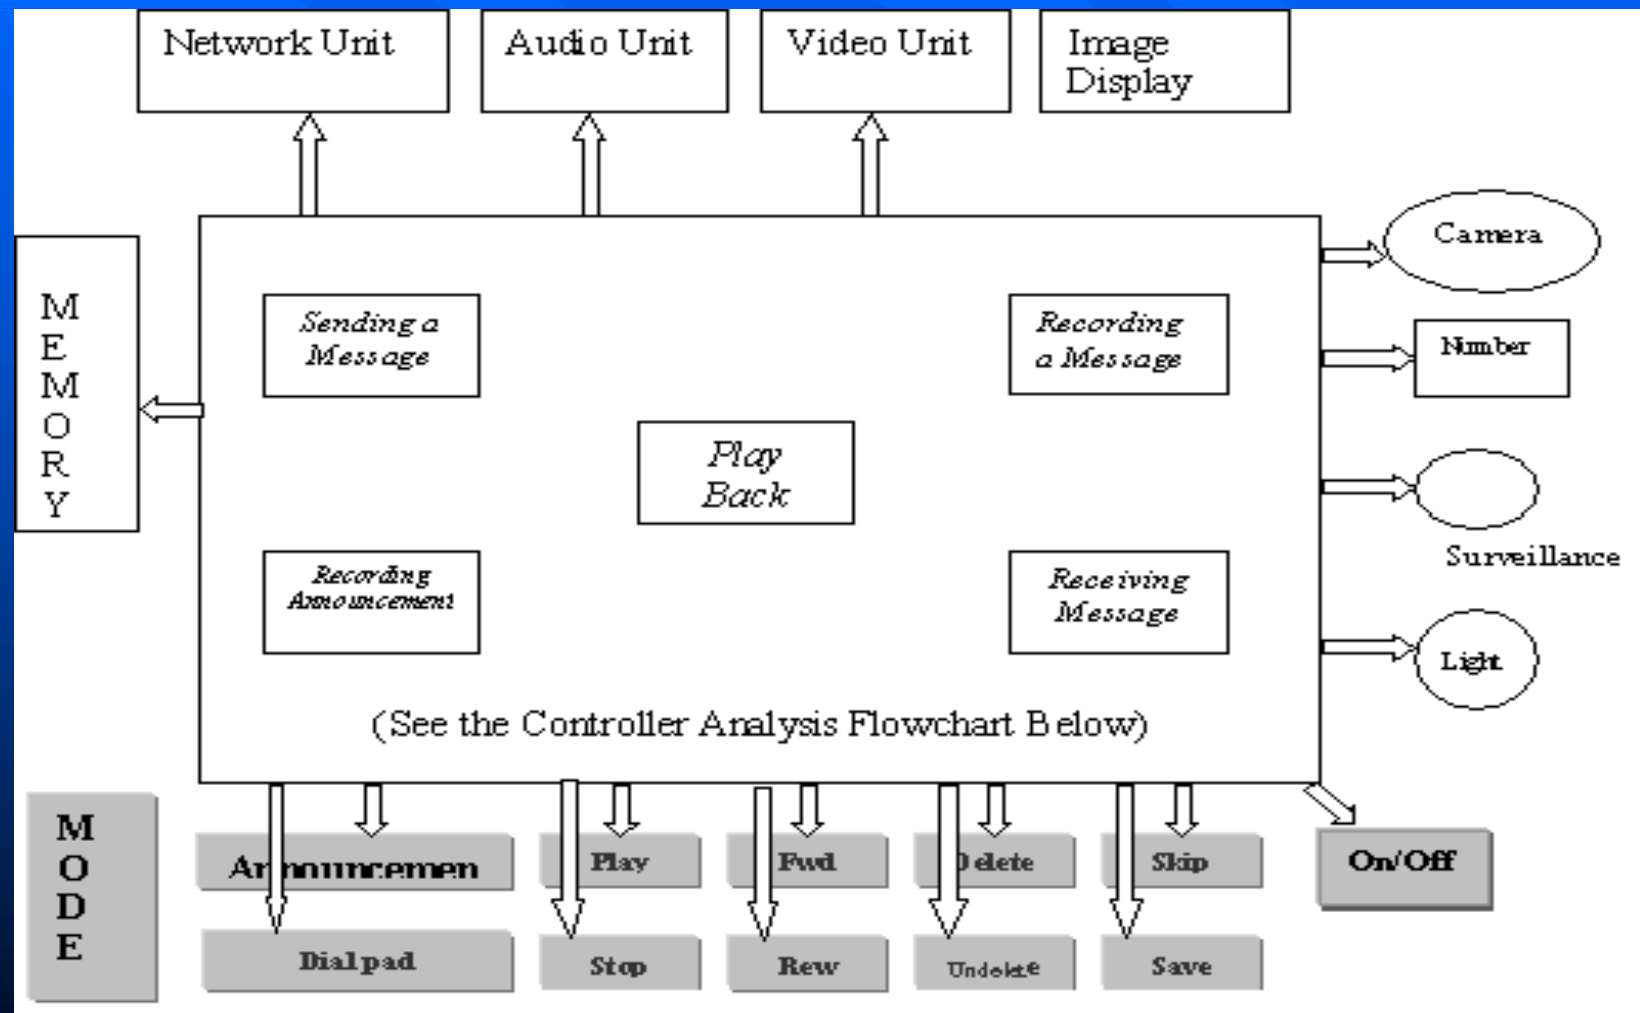 Network Unit
Audio Unit
Video Unit
Image
Display
Camera
Number
Surveillance
Light
M
E
M
O
R
Y
Sending a
Message
Recording
a Message
Play
Back
Recording
Announcement
Receiving
Message
(See the Controller Analysis Flowchart Below)
M
O
D
E
Announcemen
Play
Fwd
Delete
Skip
On/Off
Dialpad
Stop
Rew
Undelete
Save